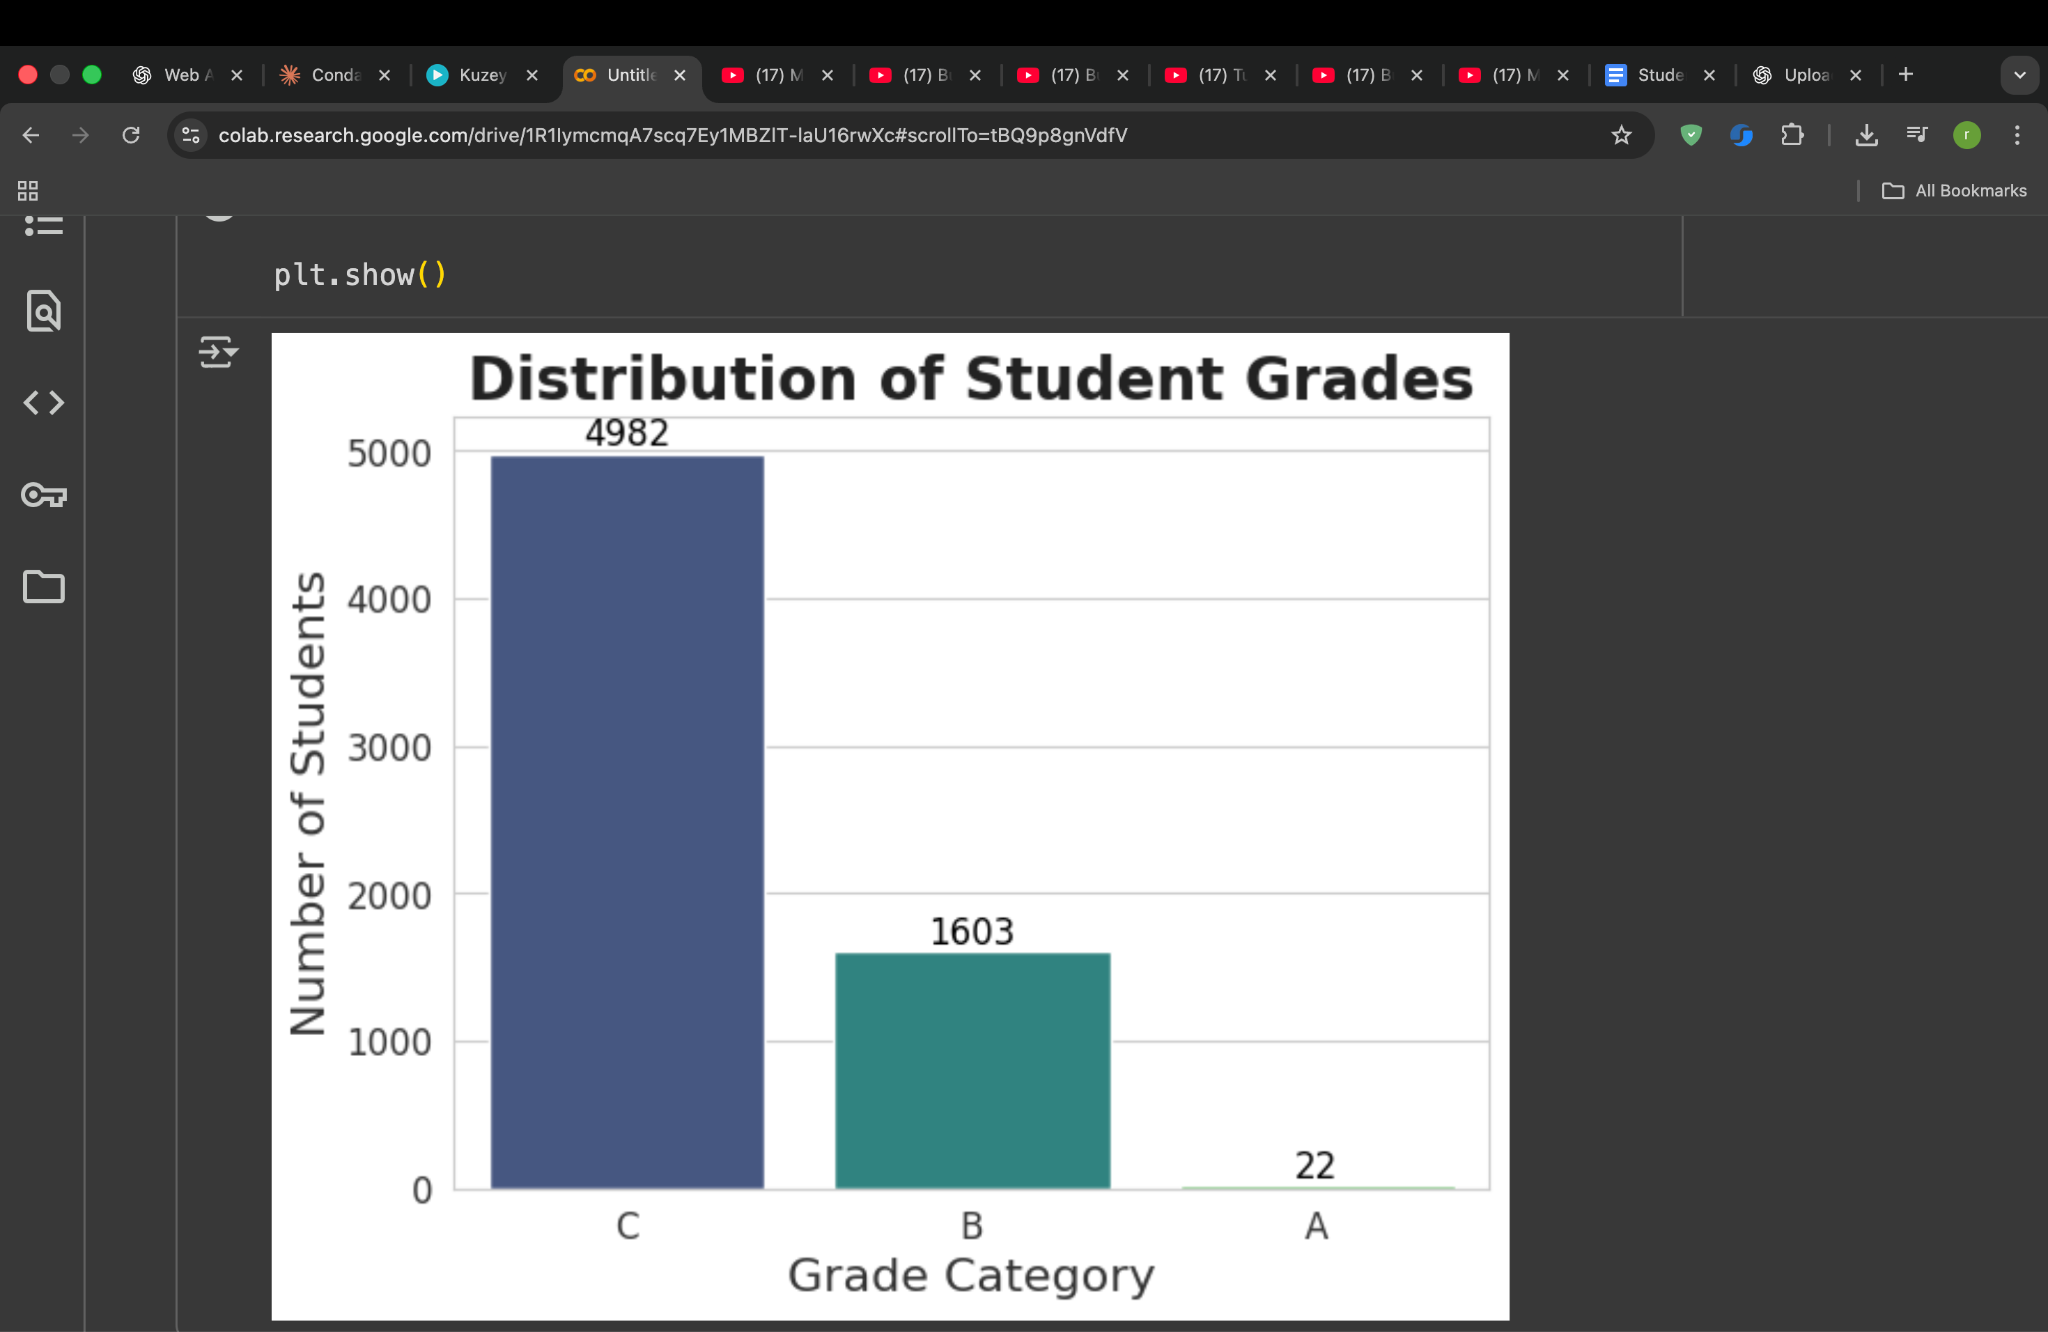 Web A
Conda
Kuzey
Untitle
(17) M
(17) B
(17) B
(17) Tu
(17) B
(17) M
Stude
Uploa
colab.research.google.com/drive/1R1lymcmqA7scq7Ey1MBZlT-laU16rwXc#scrollTo=tBQ9p8gnVdfV
r
All Bookmarks
plt.show()
Distribution of Student Grades
4982
5000
4000
3000
2000
1603
1000
22
0
Number of Students
C
B
A
Grade Category